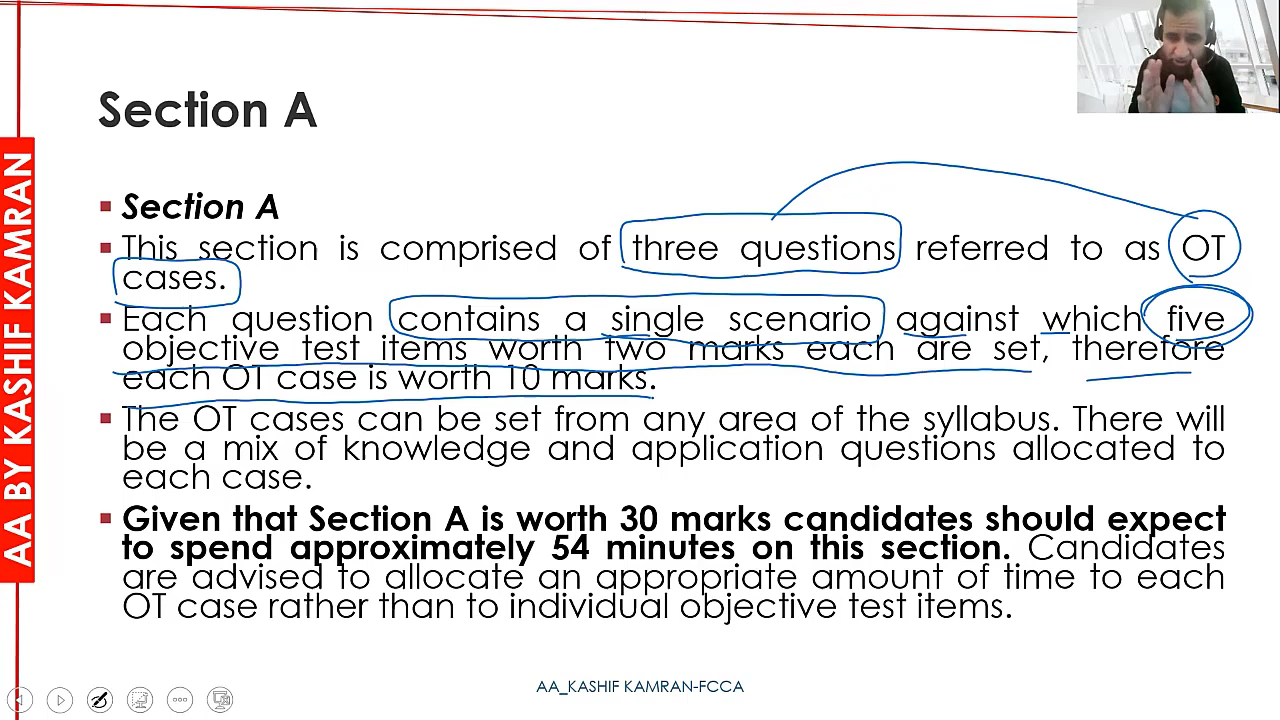 Section A
AA BY KASHIF KAMRAN
Section A
This section is comprised of three questions referred to as OT
cases.
Each question contains a single scenario against which five
objective test items worth two marks each are set, therefore
each OT case is worth 10 marks.
The OT cases can be set from any area of the syllabus. There will
be a mix of knowledge and application questions allocated to
each case.
Given that Section A is worth 30 marks candidates should expect
to spend approximately 54 minutes on this section. Candidates
are advised to allocate an appropriate amount of time to each
OT case rather than to individual objective test items.
AA_KASHIF KAMRAN-FCCA